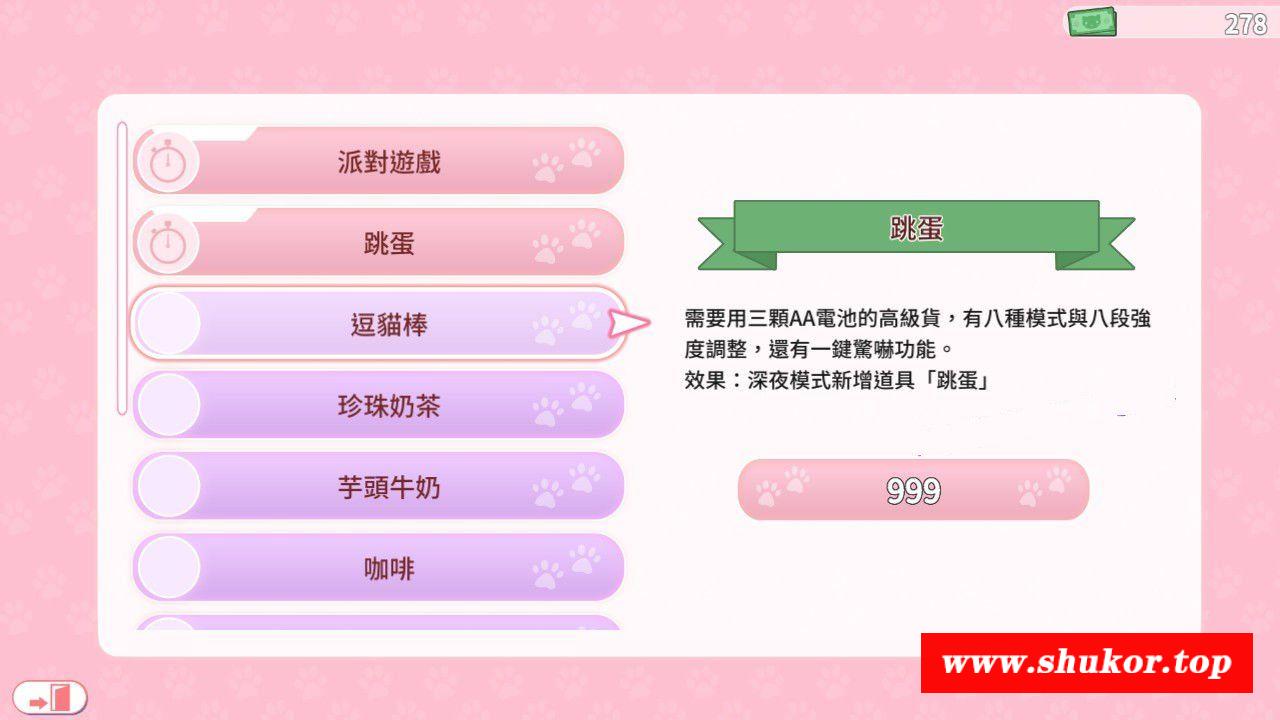 278
派對遊戲
跳蛋
逗貓棒
珍珠奶茶
芋頭牛奶
咖啡
跳蛋
需要用三顆AA電池的高級貨，有八種模式與八段強
度調整，還有一鍵驚嚇功能。
效果：深夜模式新增道具「跳蛋」
999
www.shukor.top